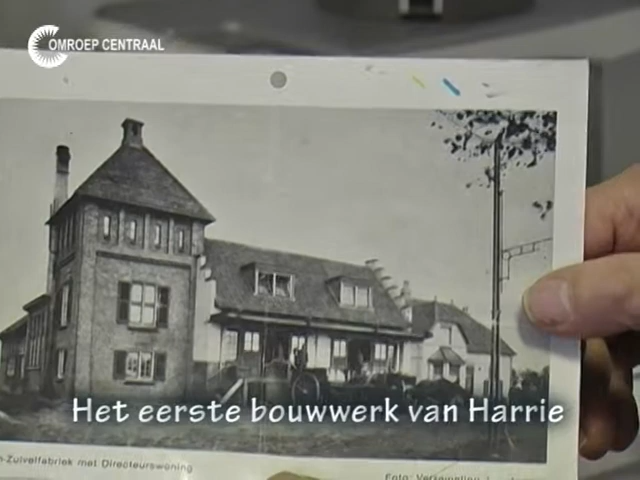 OMROEP CENTRAAL
Het eerste bouwwerk van Harrie
-Zuivelfabriek met Directeurswoning
Foto: